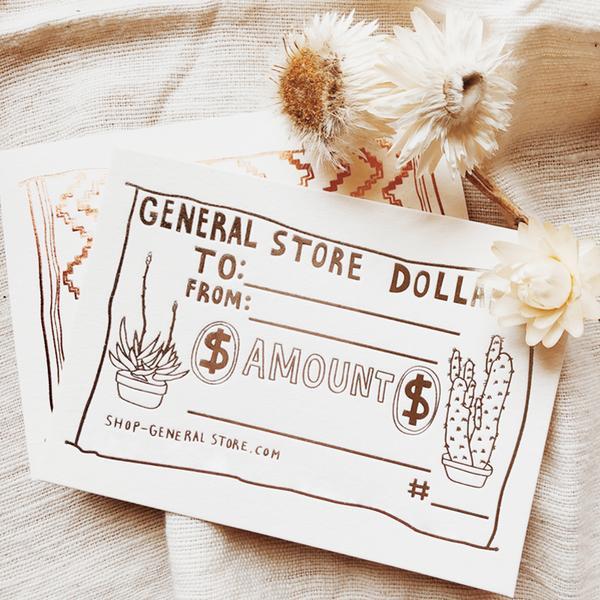 GENERAL STORE DOLLA
TO:
FROM:
$ AMOUNT $
SHOP-GENERAL STORE.COM
#